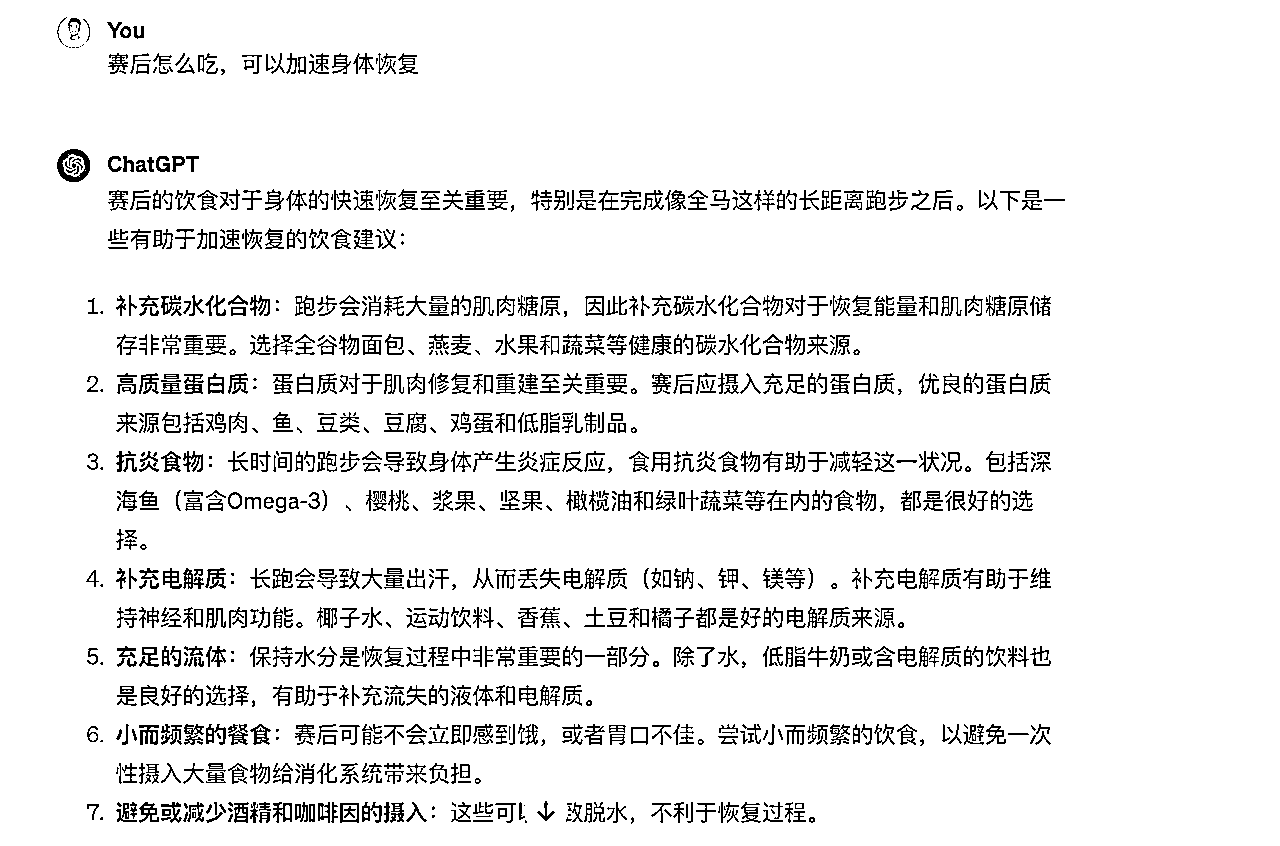 You
赛后怎么吃，可以加速身体恢复
ChatGPT
赛后的饮食对于身体的快速恢复至关重要，特别是在完成像全马这样的长距离跑步之后。以下是一
些有助于加速恢复的饮食建议：
1. 补充碳水化合物：跑步会消耗大量的肌肉糖原，因此补充碳水化合物对于恢复能量和肌肉糖原储
存非常重要。选择全谷物面包、燕麦、水果和蔬菜等健康的碳水化合物来源。
2. 高质量蛋白质：蛋白质对于肌肉修复和重建至关重要。赛后应摄入充足的蛋白质，优良的蛋白质
来源包括鸡肉、鱼、豆类、豆腐、鸡蛋和低脂乳制品。
3. 抗炎食物：长时间的跑步会导致身体产生炎症反应，食用抗炎食物有助于减轻这一状况。包括深
海鱼（富含Omega-3）、樱桃、浆果、坚果、橄榄油和绿叶蔬菜等在内的食物，都是很好的选
择。
4. 补充电解质：长跑会导致大量出汗，从而丢失电解质（如钠、钾、镁等）。补充电解质有助于维
持神经和肌肉功能。椰子水、运动饮料、香蕉、土豆和橘子都是好的电解质来源。
5. 充足的流体：保持水分是恢复过程中非常重要的一部分。除了水，低脂牛奶或含电解质的饮料也
是良好的选择，有助于补充流失的液体和电解质。
6. 小而频繁的餐食：赛后可能不会立即感到饿，或者胃口不佳。尝试小而频繁的饮食，以避免一次
性摄入大量食物给消化系统带来负担。
7. 避免或减少酒精和咖啡因的摄入：这些可 致脱水，不利于恢复过程。